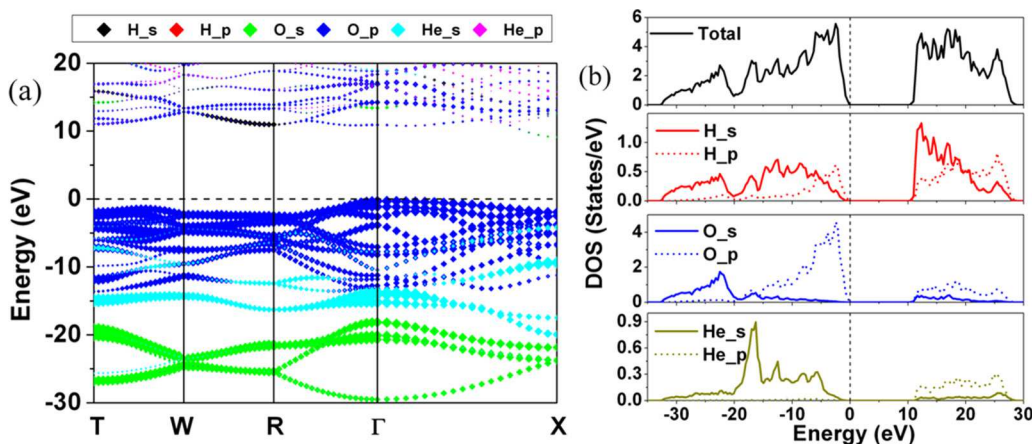 H_s H_p O_s O_p He_s He_p
(a)
20
10
0
-10
-20
-30
Energy (eV)
T W R Γ X
(b)
6
4
2
0
Total
1.0
0.5
0.0
H_s
H_p
4
2
0
O_s
O_p
0.9
0.6
0.3
0.0
He_s
He_p
DOS (States/eV)
-30 -20 -10 0 10 20 30
Energy (eV)